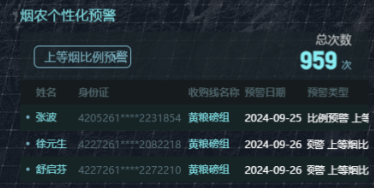 烟农个性化预警
总次数
上等烟比例预警
959 次
姓名 身份证 收购线名称 预警日期 预警类型
张波 4205261****2231854 黄粮磅组 2024-09-25 比例预警 上等
徐元生 4227261****2082218 黄粮磅组 2024-09-26 预警 上等烟比
舒启芬 4227261****2272210 黄粮磅组 2024-09-26 预警 上等烟比